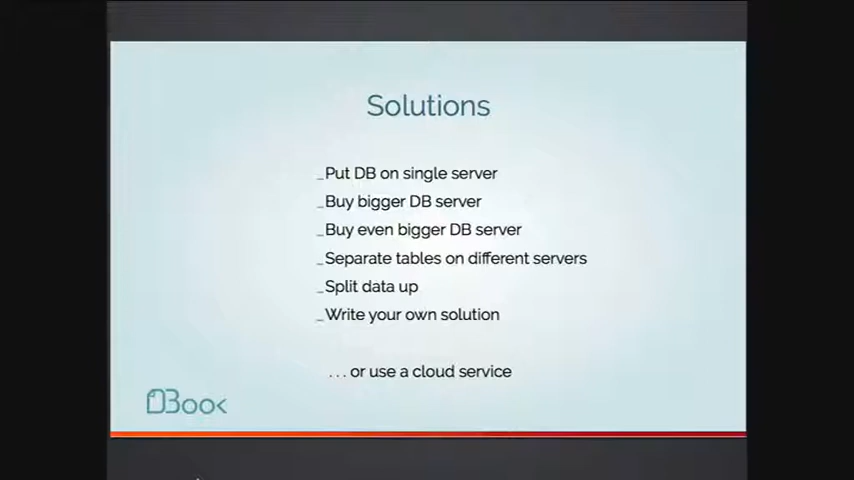 Solutions
_Put DB on single server
_Buy bigger DB server
_Buy even bigger DB server
_Separate tables on different servers
_Split data up
_Write your own solution
... or use a cloud service
DBook